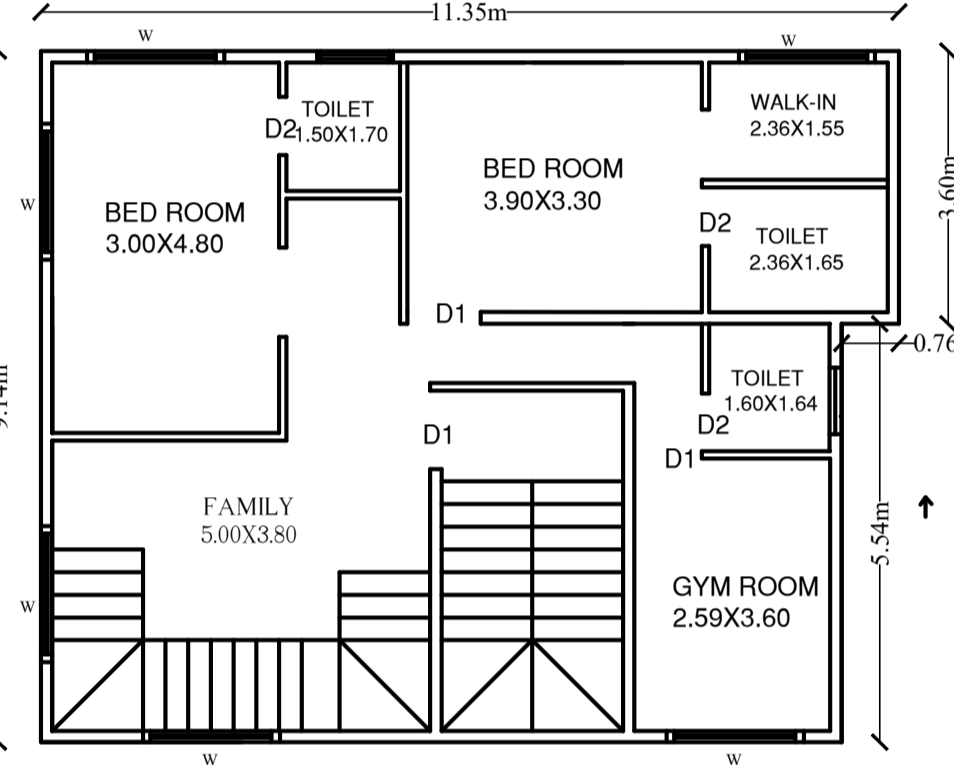 11.35m
W
W
TOILET
1.50X1.70
D2
WALK-IN
2.36X1.55
BED ROOM
3.90X3.30
3.60m
W
BED ROOM
3.00X4.80
D2
TOILET
2.36X1.65
D1
0.76
TOILET
1.60X1.64
D2
D1
D1
9.14m
FAMILY
5.00X3.80
5.54m
W
GYM ROOM
2.59X3.60
W
W